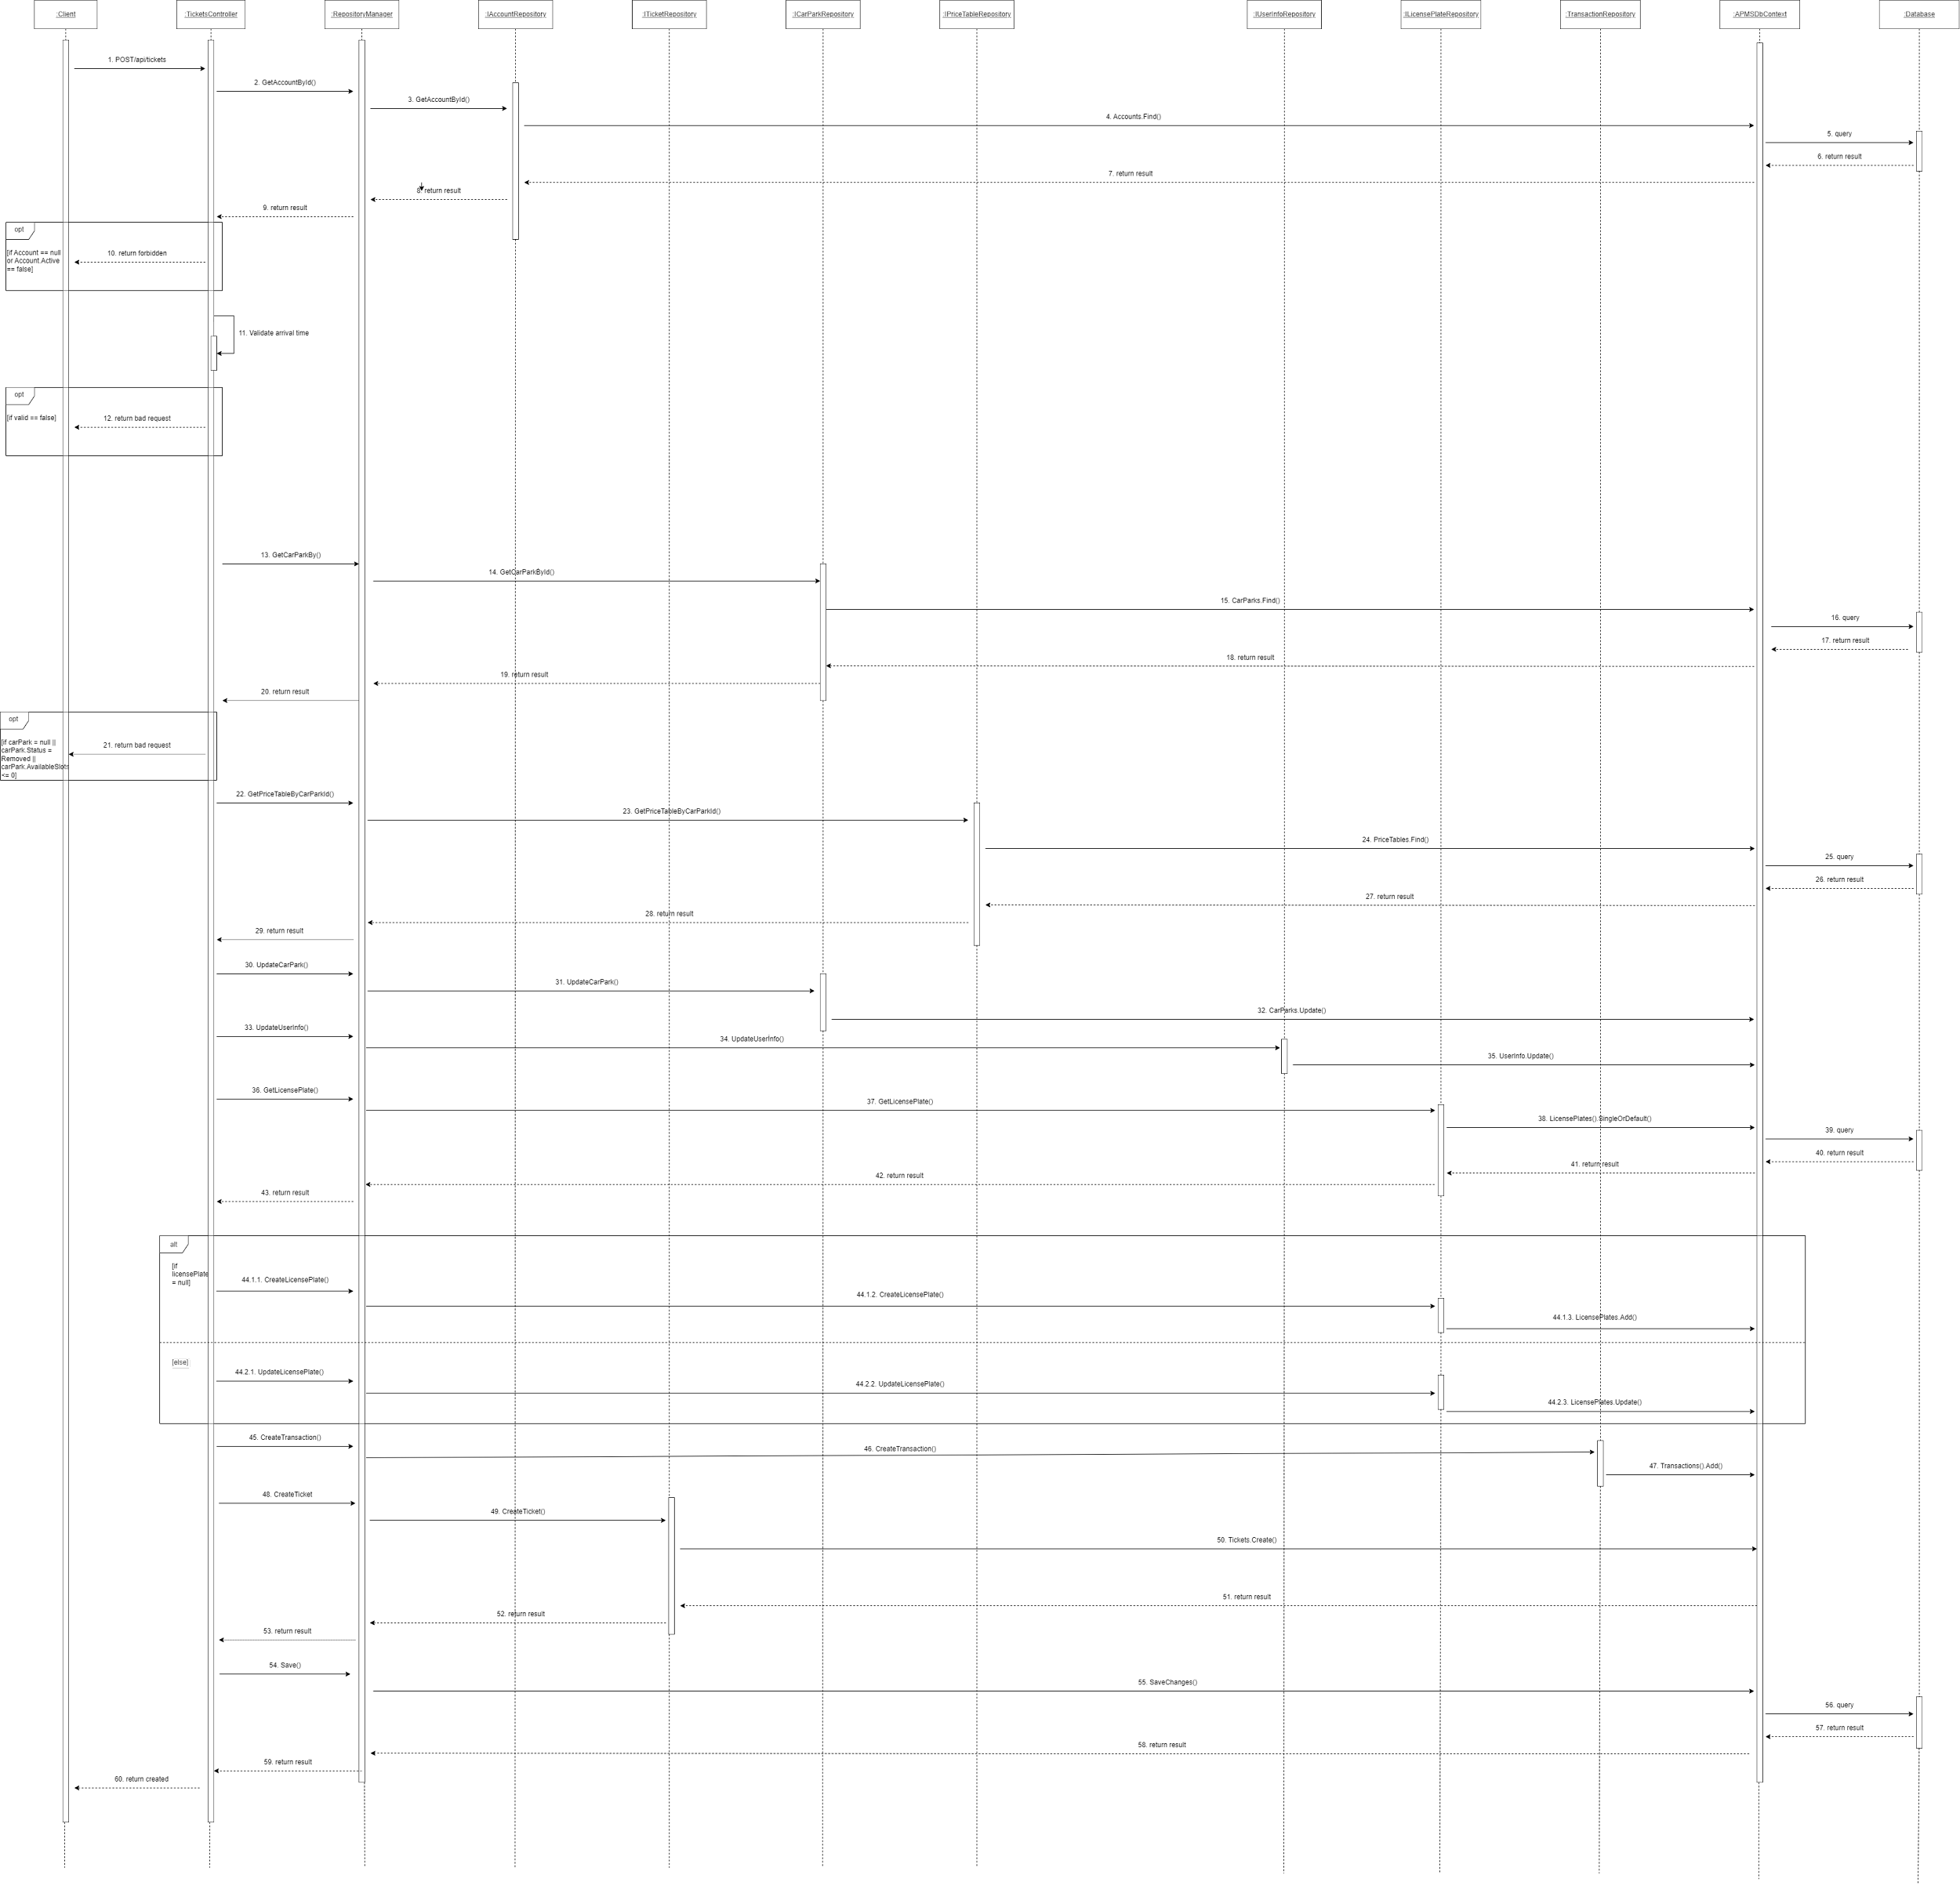 :Client
:TicketsController
:RepositoryManager
:IAccountRepository
:ITicketRepository
:ICarParkRepository
:IPriceTableRepository
:IUserInfoRepository
:ILicensePlateRepository
:TransactionRepository
:APMSDbContext
:Database
1. POST/api/tickets
2. GetAccountById()
3. GetAccountById()
4. Accounts.Find()
5. query
6. return result
7. return result
8. return result
9. return result
opt
[if Account == null
or Account.Active
== false]
10. return forbidden
11. Validate arrival time
opt
[if valid == false]
12. return bad request
13. GetCarParkBy()
14. GetCarParkById()
15. CarParks.Find()
16. query
17. return result
18. return result
19. return result
20. return result
opt
[if carPark = null ||
carPark.Status =
Removed ||
carPark.AvailableSlots
<= 0]
21. return bad request
22. GetPriceTableByCarParkId()
23. GetPriceTableByCarParkId()
24. PriceTables.Find()
25. query
26. return result
27. return result
28. return result
29. return result
30. UpdateCarPark()
31. UpdateCarPark()
32. CarParks.Update()
33. UpdateUserInfo()
34. UpdateUserInfo()
35. UserInfo.Update()
36. GetLicensePlate()
37. GetLicensePlate()
38. LicensePlates().SingleOrDefault()
39. query
40. return result
41. return result
42. return result
43. return result
alt
[if
licensePlate
= null]
44.1.1. CreateLicensePlate()
44.1.2. CreateLicensePlate()
44.1.3. LicensePlates.Add()
[else]
44.2.1. UpdateLicensePlate()
44.2.2. UpdateLicensePlate()
44.2.3. LicensePlates.Update()
45. CreateTransaction()
46. CreateTransaction()
47. Transactions().Add()
48. CreateTicket
49. CreateTicket()
50. Tickets.Create()
51. return result
52. return result
53. return result
54. Save()
55. SaveChanges()
56. query
57. return result
58. return result
59. return result
60. return created